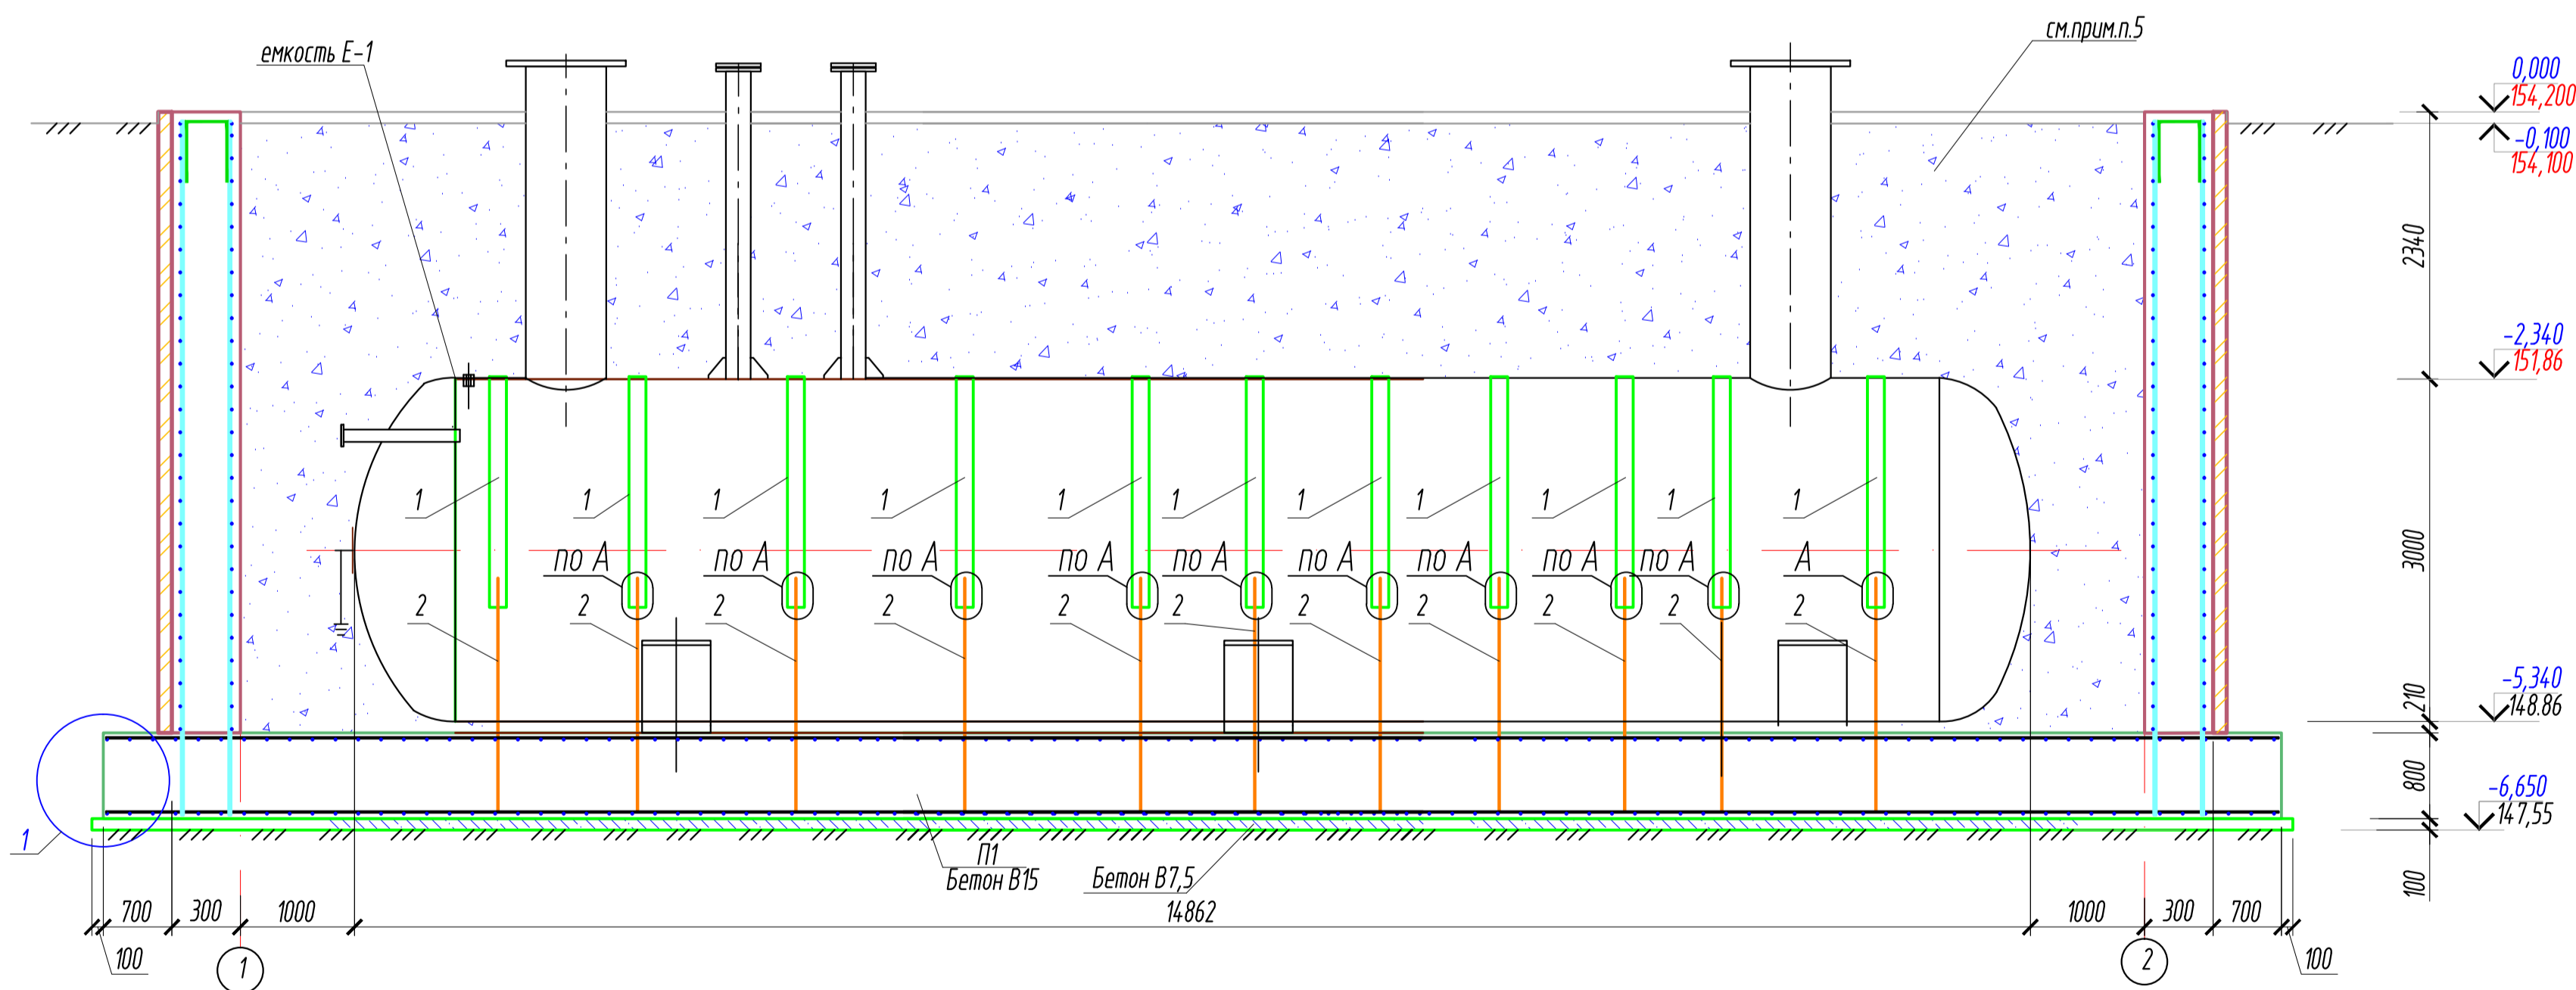 емкость Е-1
см.прим.п.5
0,000
154,200
-0,100
154,100
2340
-2,340
151,86
1 1 1 1 1 1 1 1 1 1 1
3000
по А по А по А по А по А по А по А по А по А А
2 2 2 2 2 2 2 2 2 2 2
-5,340
148.86
210
800
-6,650
147,55
1
П1
Бетон В15
Бетон В7,5
100
700 300 1000 14862 1000 300 700
100 100
1 2